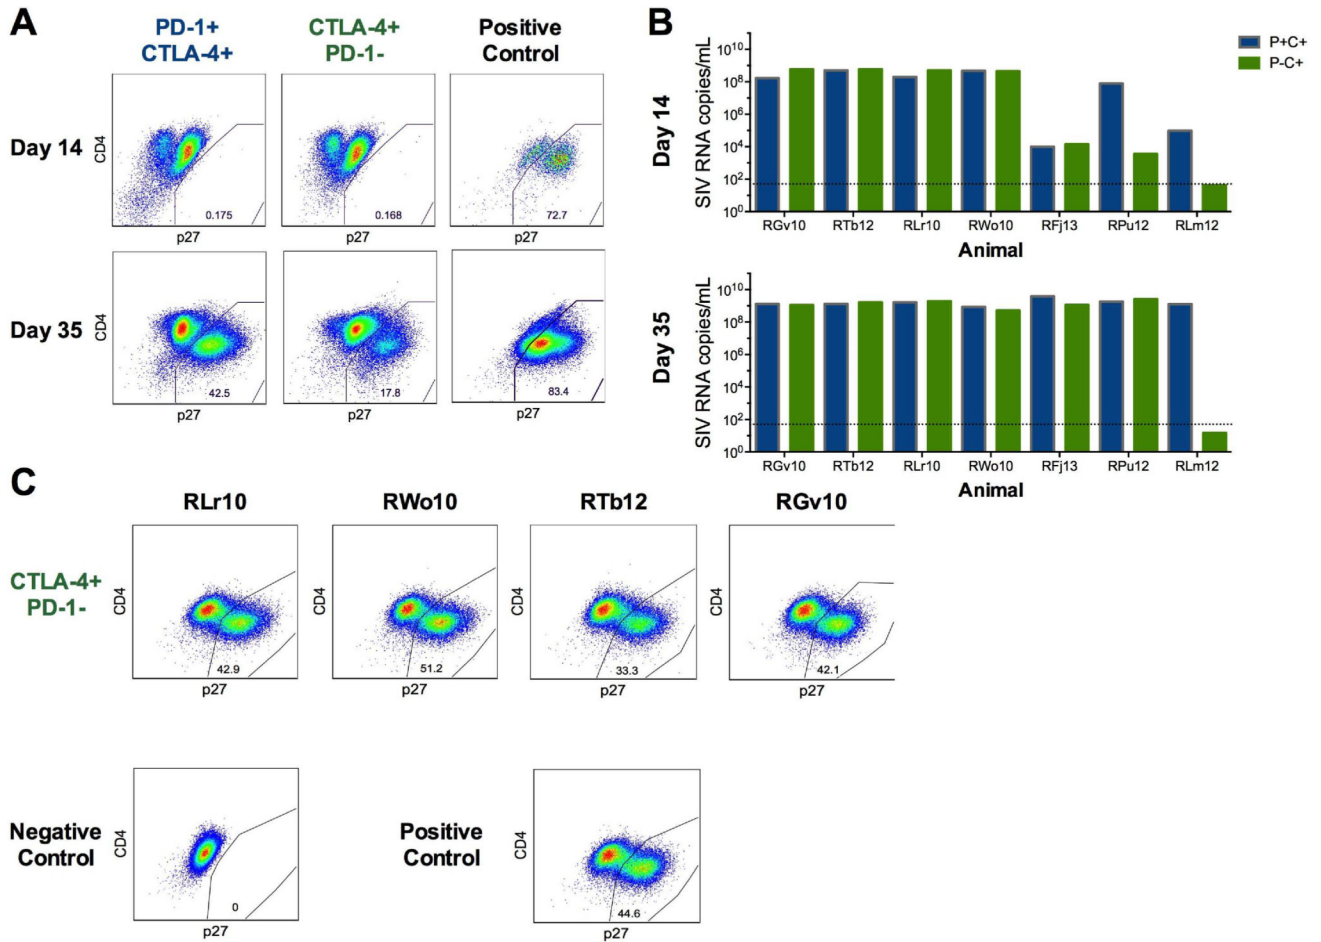 A
PD-1+ CTLA-4+ Positive
CTLA-4+ PD-1- Control
Day 14
CD4
0.175
0.168
72.7
p27 p27 p27
Day 35
CD4
42.5
17.8
83.4
p27 p27 p27
B
P+C+
P-C+
Day 14
SIV RNA copies/mL
10^10
10^8
10^6
10^4
10^2
10^0
RGv10 RTb12 RLr10 RWo10 RFj13 RPu12 RLm12
Animal
Day 35
SIV RNA copies/mL
10^10
10^8
10^6
10^4
10^2
10^0
RGv10 RTb12 RLr10 RWo10 RFj13 RPu12 RLm12
Animal
C
RLr10 RWo10 RTb12 RGv10
CTLA-4+
PD-1-
CD4 CD4 CD4 CD4
42.9 51.2 33.3 42.1
p27 p27 p27 p27
Negative
Control
CD4
0
p27
Positive
Control
CD4
44.6
p27